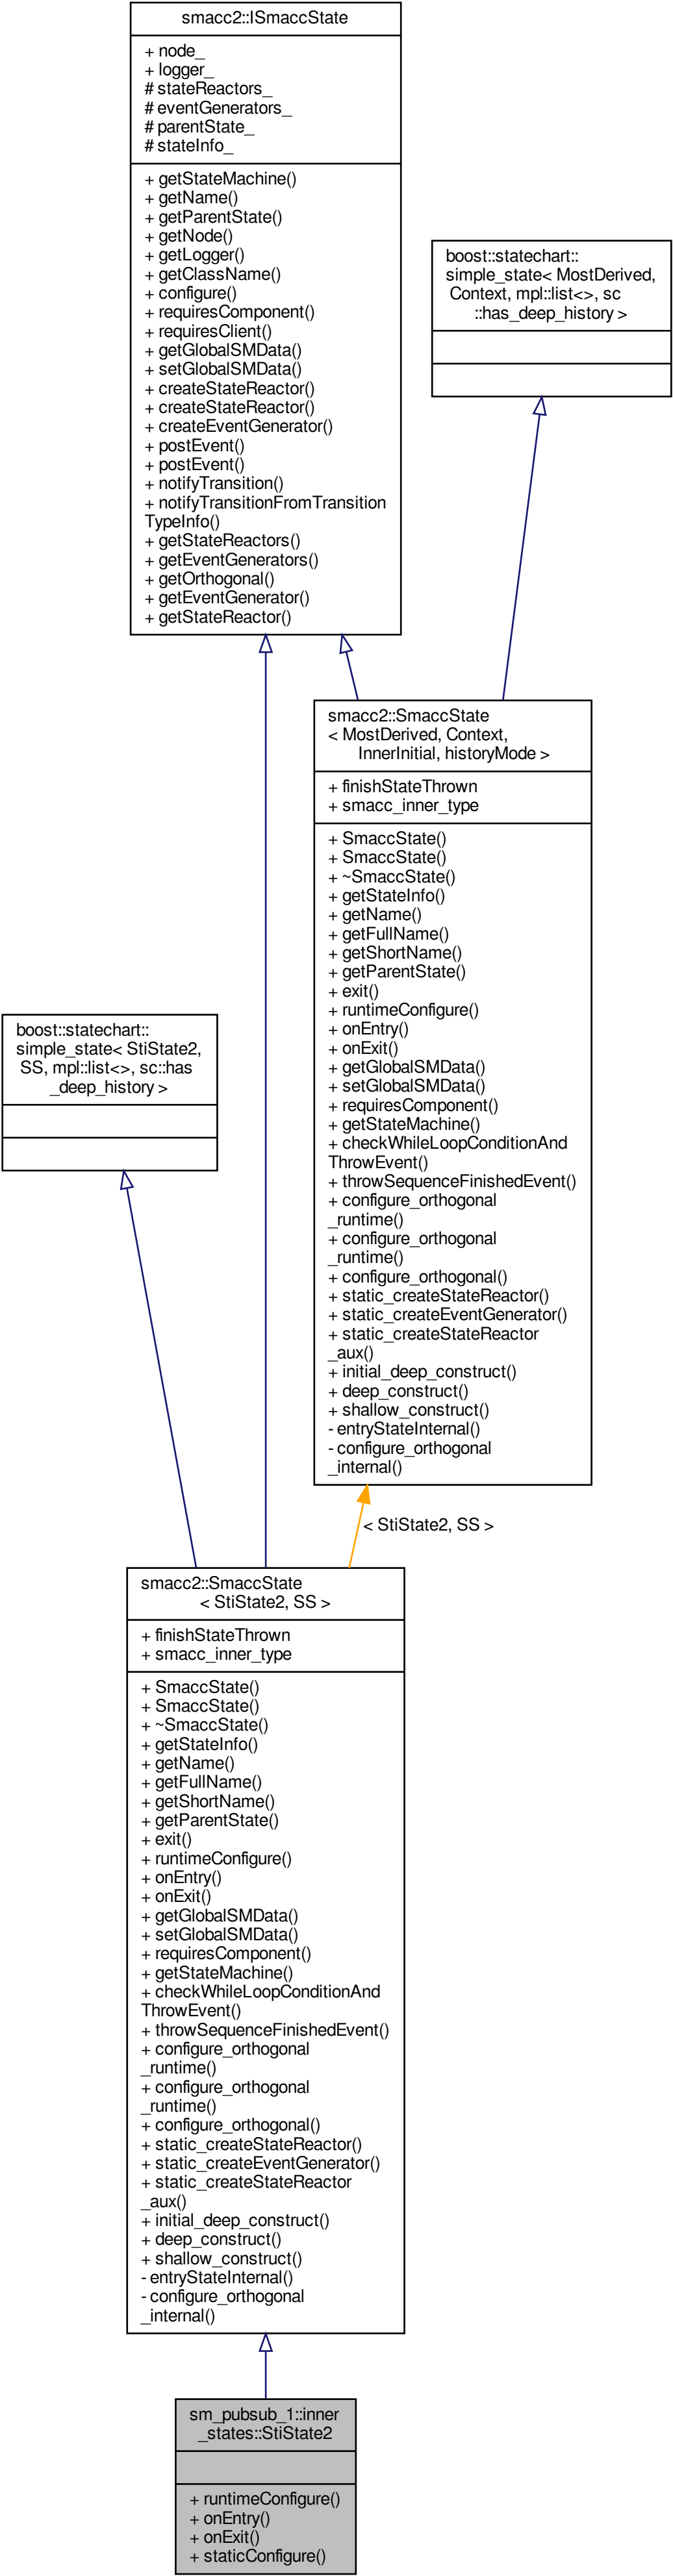 smacc2::ISmaccState
+ node_
+ logger_
# stateReactors_
# eventGenerators_
# parentState_
# stateInfo_
+ getStateMachine()
+ getName()
+ getParentState()
+ getNode()
+ getLogger()
+ getClassName()
+ configure()
+ requiresComponent()
+ requiresClient()
+ getGlobalSMData()
+ setGlobalSMData()
+ createStateReactor()
+ createStateReactor()
+ createEventGenerator()
+ postEvent()
+ postEvent()
+ notifyTransition()
+ notifyTransitionFromTransition
TypeInfo()
+ getStateReactors()
+ getEventGenerators()
+ getOrthogonal()
+ getEventGenerator()
+ getStateReactor()
boost::statechart::
simple_state< MostDerived,
Context, mpl::list<>, sc
::has_deep_history >
smacc2::SmaccState
< MostDerived, Context,
InnerInitial, historyMode >
+ finishStateThrown
+ smacc_inner_type
+ SmaccState()
+ SmaccState()
+ ~SmaccState()
+ getStateInfo()
+ getName()
+ getFullName()
+ getShortName()
+ getParentState()
+ exit()
+ runtimeConfigure()
+ onEntry()
+ onExit()
+ getGlobalSMData()
+ setGlobalSMData()
+ requiresComponent()
+ getStateMachine()
+ checkWhileLoopConditionAnd
ThrowEvent()
+ throwSequenceFinishedEvent()
+ configure_orthogonal
_runtime()
+ configure_orthogonal
_runtime()
+ configure_orthogonal()
+ static_createStateReactor()
+ static_createEventGenerator()
+ static_createStateReactor
_aux()
+ initial_deep_construct()
+ deep_construct()
+ shallow_construct()
- entryStateInternal()
- configure_orthogonal
_internal()
boost::statechart::
simple_state< StiState2,
SS, mpl::list<>, sc::has
_deep_history >
< StiState2, SS >
smacc2::SmaccState
< StiState2, SS >
+ finishStateThrown
+ smacc_inner_type
+ SmaccState()
+ SmaccState()
+ ~SmaccState()
+ getStateInfo()
+ getName()
+ getFullName()
+ getShortName()
+ getParentState()
+ exit()
+ runtimeConfigure()
+ onEntry()
+ onExit()
+ getGlobalSMData()
+ setGlobalSMData()
+ requiresComponent()
+ getStateMachine()
+ checkWhileLoopConditionAnd
ThrowEvent()
+ throwSequenceFinishedEvent()
+ configure_orthogonal
_runtime()
+ configure_orthogonal
_runtime()
+ configure_orthogonal()
+ static_createStateReactor()
+ static_createEventGenerator()
+ static_createStateReactor
_aux()
+ initial_deep_construct()
+ deep_construct()
+ shallow_construct()
- entryStateInternal()
- configure_orthogonal
_internal()
sm_pubsub_1::inner
_states::StiState2
+ runtimeConfigure()
+ onEntry()
+ onExit()
+ staticConfigure()